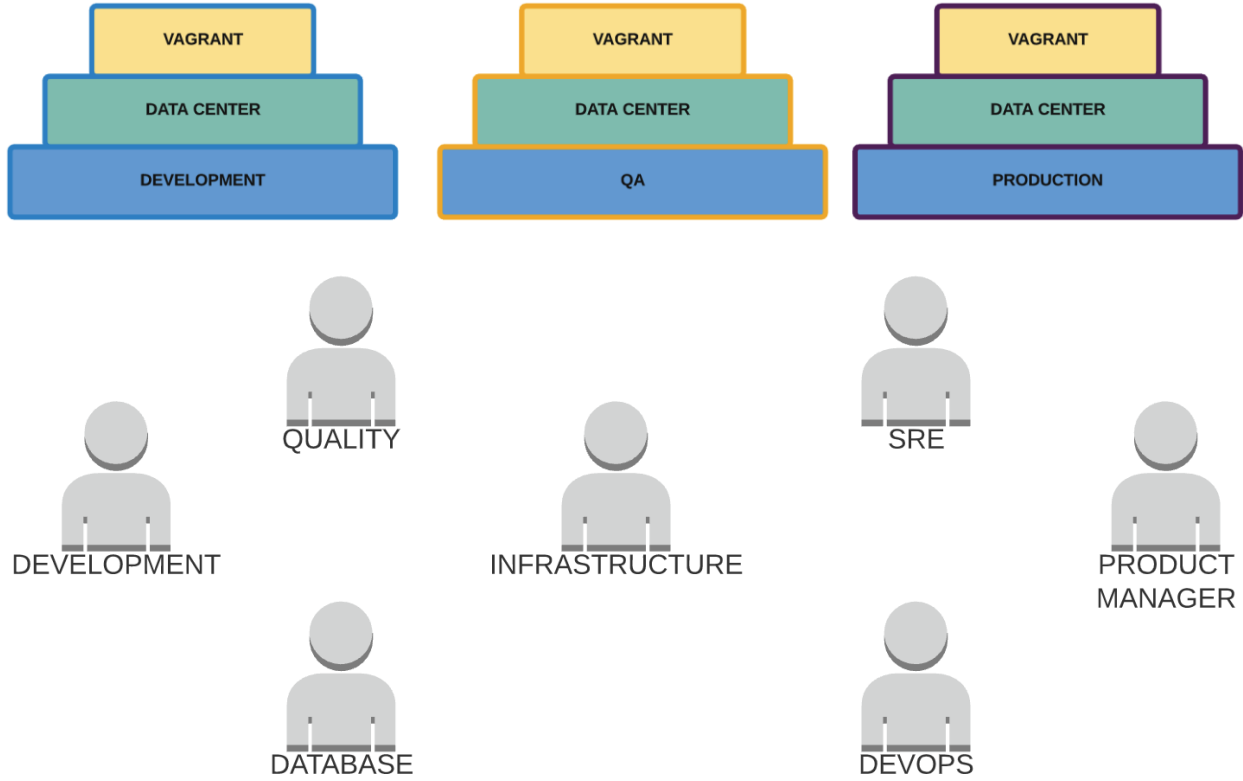 VAGRANT
VAGRANT
VAGRANT
DATA CENTER
DATA CENTER
DATA CENTER
DEVELOPMENT
QA
PRODUCTION
QUALITY
SRE
DEVELOPMENT
INFRASTRUCTURE
PRODUCT
MANAGER
DATABASE
DEVOPS